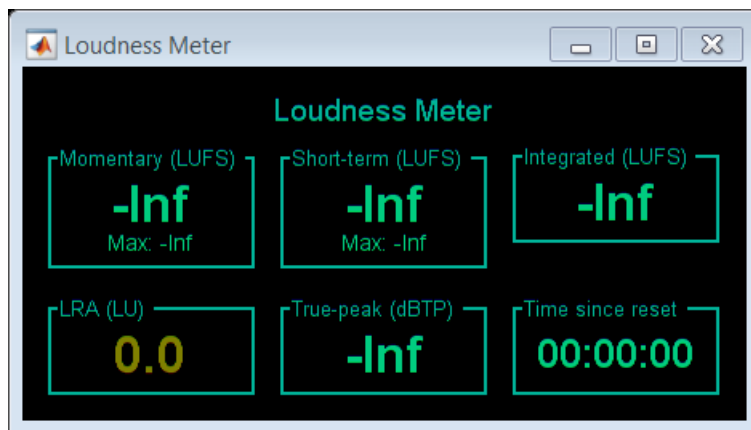 Loudness Meter
Loudness Meter
Momentary (LUFS)
-Inf
Max: -Inf
Short-term (LUFS)
-Inf
Max: -Inf
Integrated (LUFS)
-Inf
LRA (LU)
0.0
True-peak (dBTP)
-Inf
Time since reset
00:00:00